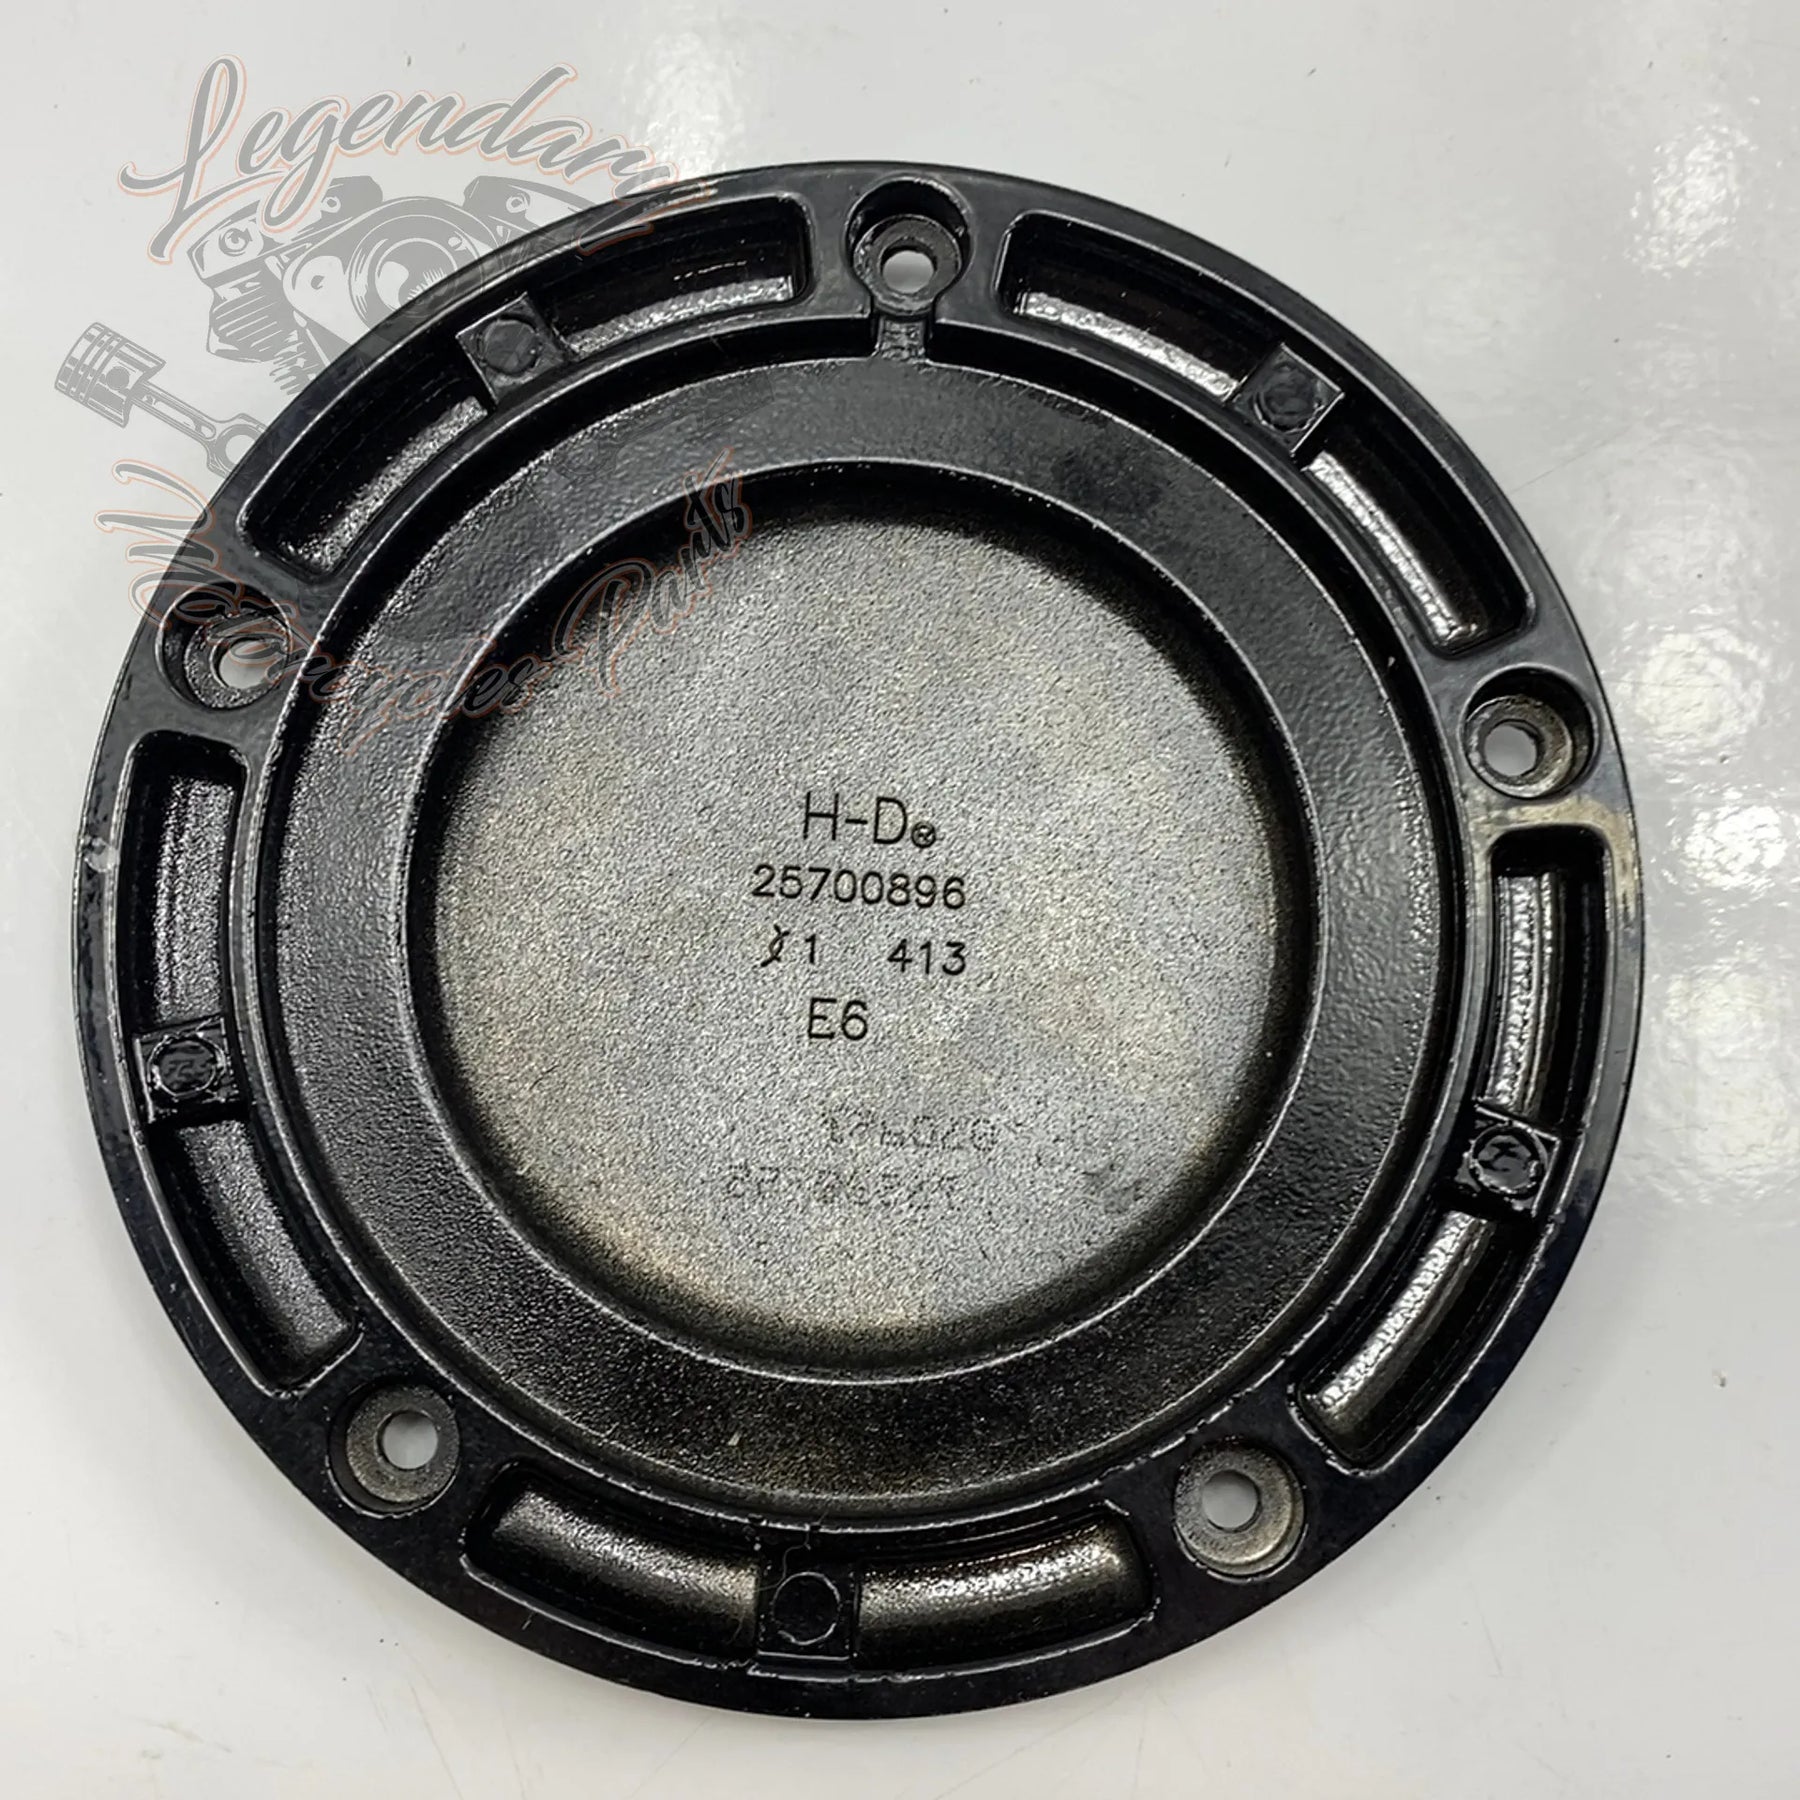 Legendary
Motorcycles Parts
H-D®
25700896
1 413
E6